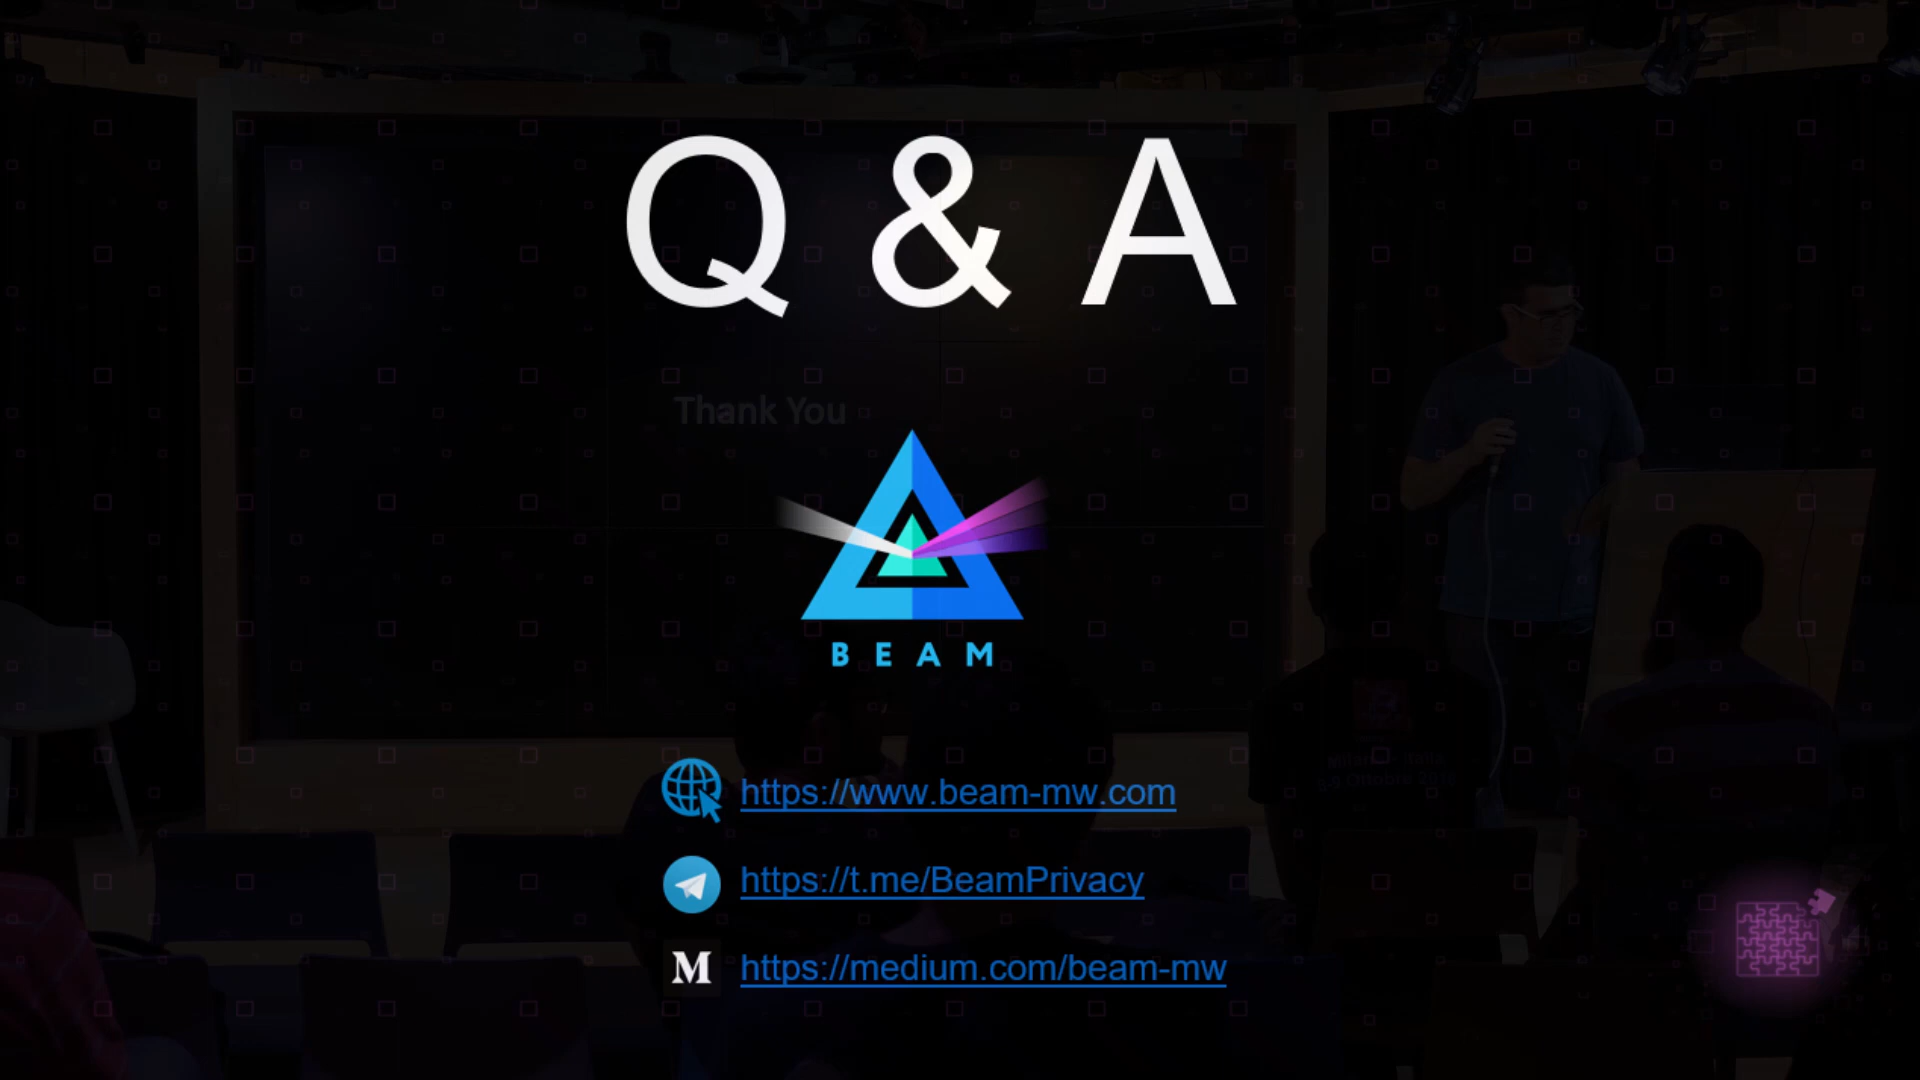 Q & A
Thank You
BEAM
https://www.beam-mw.com
https://t.me/BeamPrivacy
M
https://medium.com/beam-mw